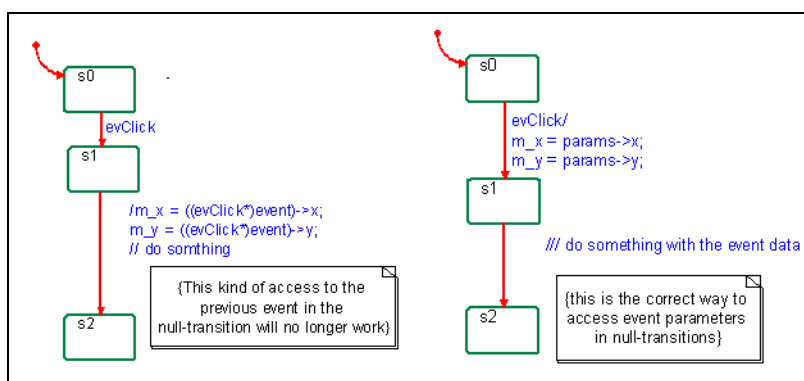 s0
evClick
s1
/m_x = ((evClick*)event)->x;
m_y = ((evClick*)event)->y;
// do somthing
{This kind of access to the
previous event in the
null-transition will no longer work}
s2
s0
evClick/
m_x = params->x;
m_y = params->y;
s1
/// do something with the event data
{this is the correct way to
access event parameters
in null-transitions}
s2